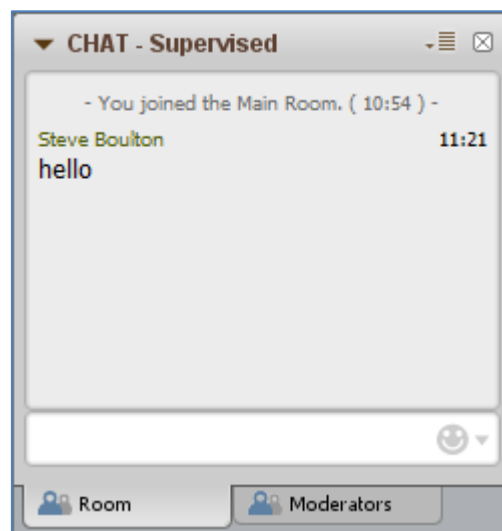 CHAT - Supervised
- You joined the Main Room. ( 10:54 ) -
Steve Boulton 11:21
hello
Room Moderators